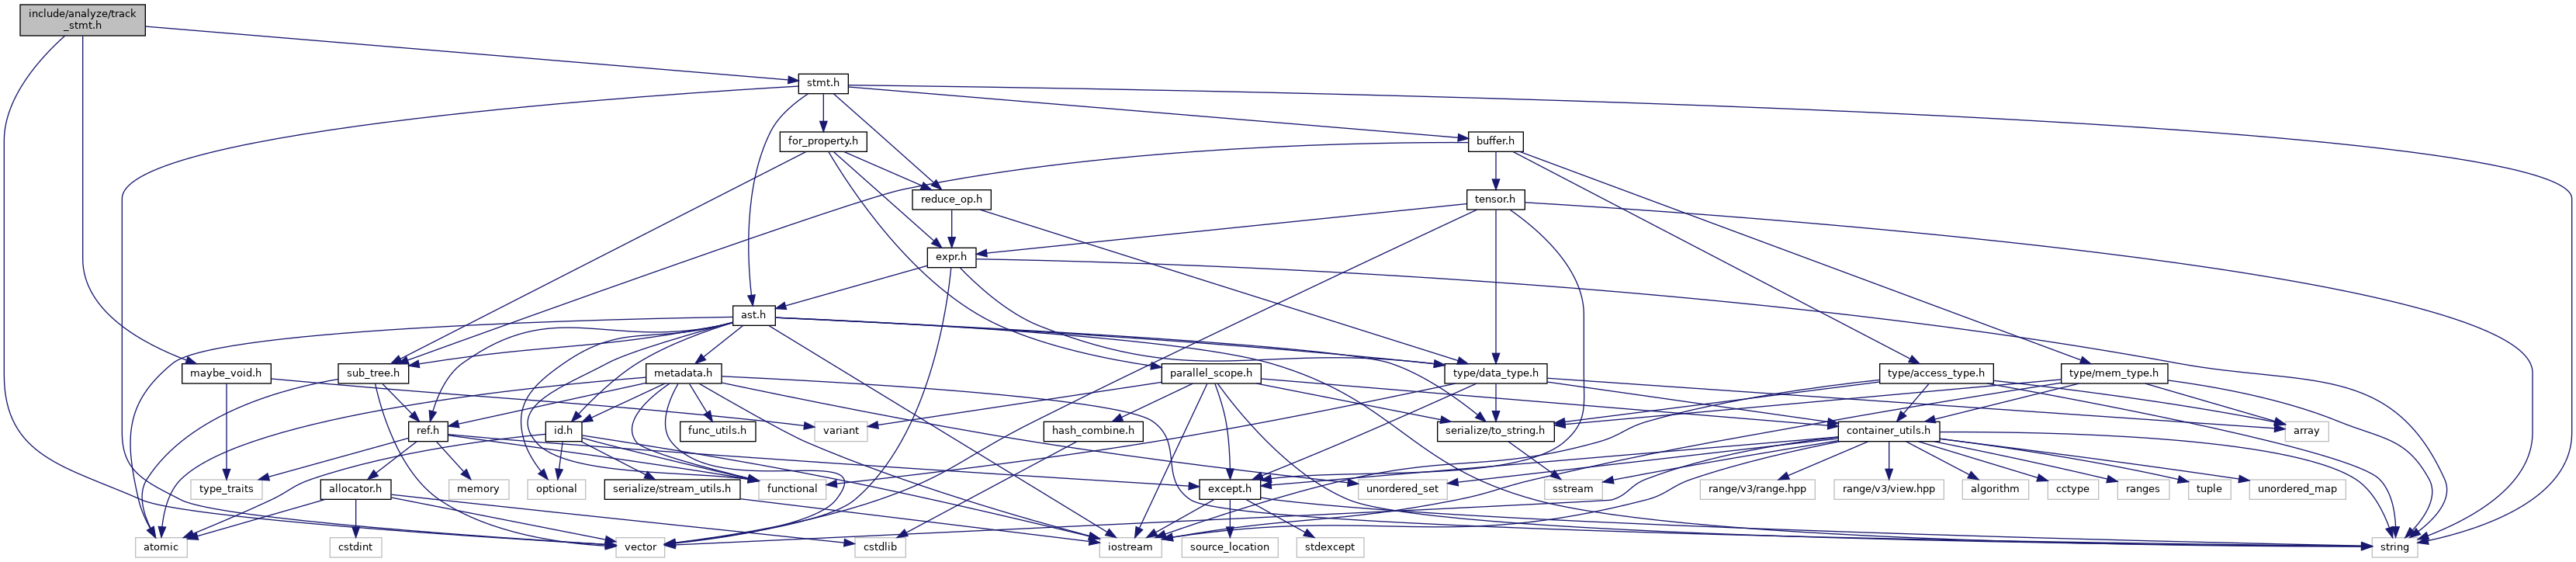 include/analyze/track
_stmt.h
stmt.h
for_property.h
buffer.h
reduce_op.h
tensor.h
expr.h
ast.h
maybe_void.h
sub_tree.h
metadata.h
parallel_scope.h
type/data_type.h
type/access_type.h
type/mem_type.h
ref.h
id.h
func_utils.h
variant
hash_combine.h
serialize/to_string.h
container_utils.h
array
type_traits
allocator.h
memory
optional
serialize/stream_utils.h
functional
except.h
unordered_set
sstream
range/v3/range.hpp
range/v3/view.hpp
algorithm
cctype
ranges
tuple
unordered_map
atomic
cstdint
vector
cstdlib
iostream
source_location
stdexcept
string